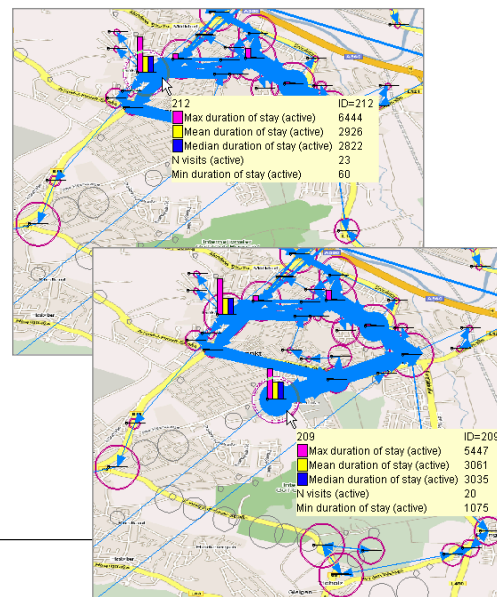 A560
212 ID=212
Max duration of stay (active) 6444
Mean duration of stay (active) 2926
Median duration of stay (active) 2822
N visits (active) 23
Min duration of stay (active) 60
A560
209 ID=209
Max duration of stay (active) 5447
Mean duration of stay (active) 3061
Median duration of stay (active) 3035
N visits (active) 20
Min duration of stay (active) 1075